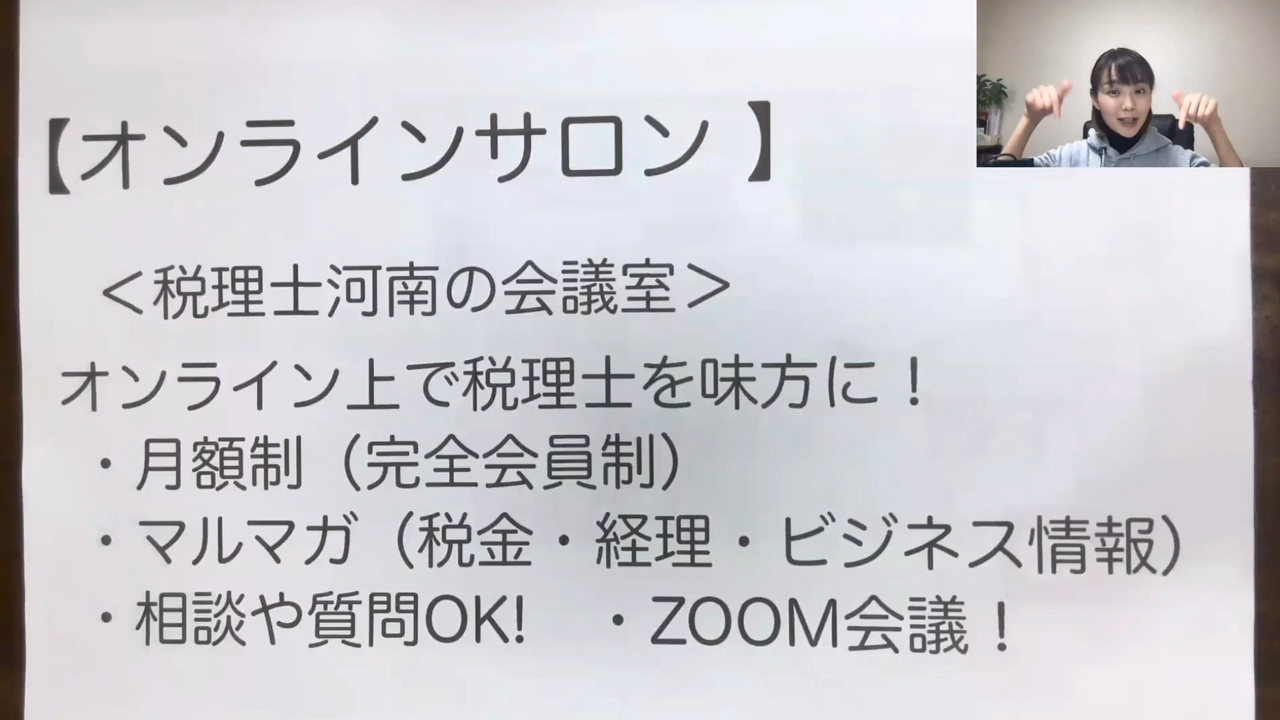 【オンラインサロン 】
＜税理士河南の会議室＞
オンライン上で税理士を味方に！
・月額制（完全会員制）
・マルマガ（税金・経理・ビジネス情報）
・相談や質問OK!　・ZOOM会議！